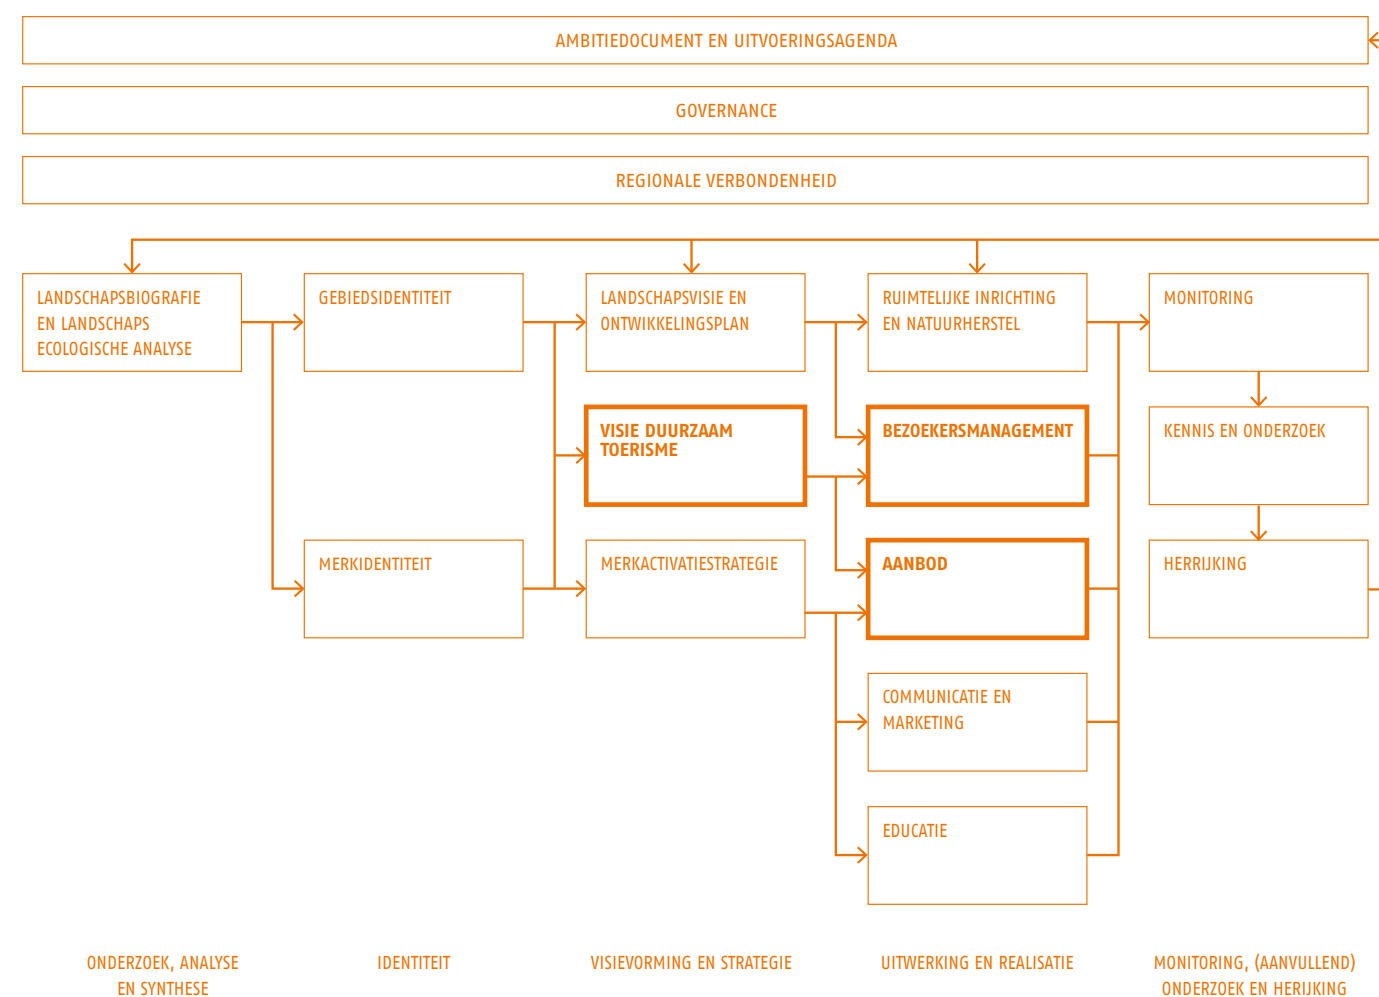 AMBITIEDOCUMENT EN UITVOERINGSAGENDA
GOVERNANCE
REGIONALE VERBONDENHEID
LANDSCHAPSBIOGRAFIE
EN LANDSCHAPS
ECOLOGISCHE ANALYSE
GEBIEDSIDENTITEIT
LANDSCHAPSVISIE EN
ONTWIKKELINGSPLAN
RUIMTELIJKE INRICHTING
EN NATUURHERSTEL
MONITORING
VISIE DUURZAAM
TOERISME
BEZOEKERSMANAGEMENT
KENNIS EN ONDERZOEK
MERKIDENTITEIT
MERKACTIVATIESTRATEGIE
AANBOD
HERRIJKING
COMMUNICATIE EN
MARKETING
EDUCATIE
ONDERZOEK, ANALYSE
EN SYNTHESE
IDENTITEIT
VISIEVORMING EN STRATEGIE
UITWERKING EN REALISATIE
MONITORING, (AANVULLEND)
ONDERZOEK EN HERIJKING